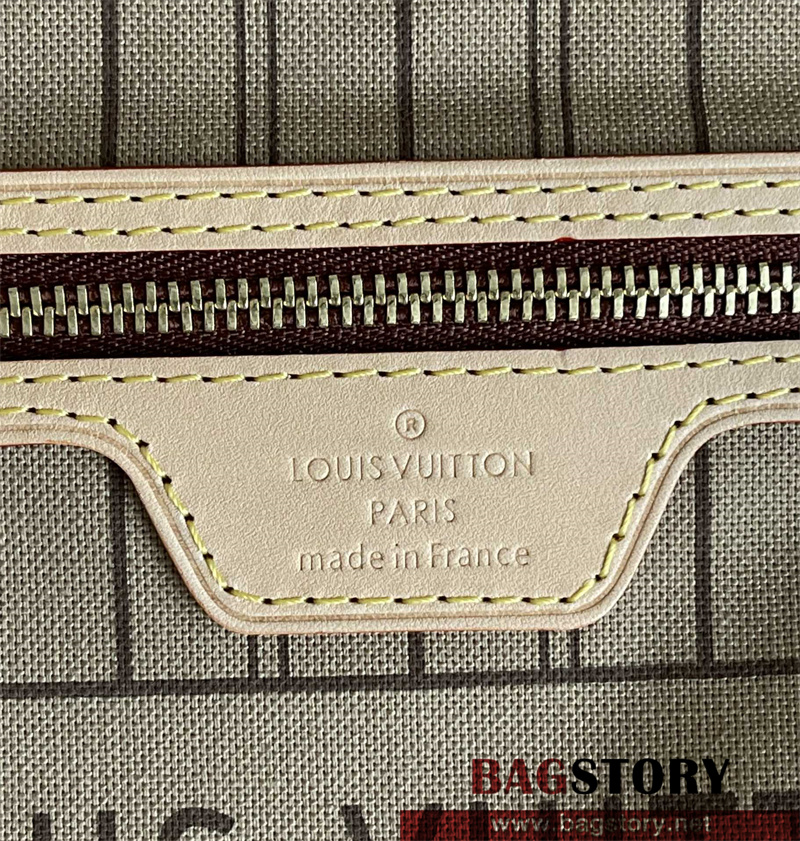 ®
LOUIS VUITTON
PARIS
made in France
BAGSTORY
www.bagstory.net